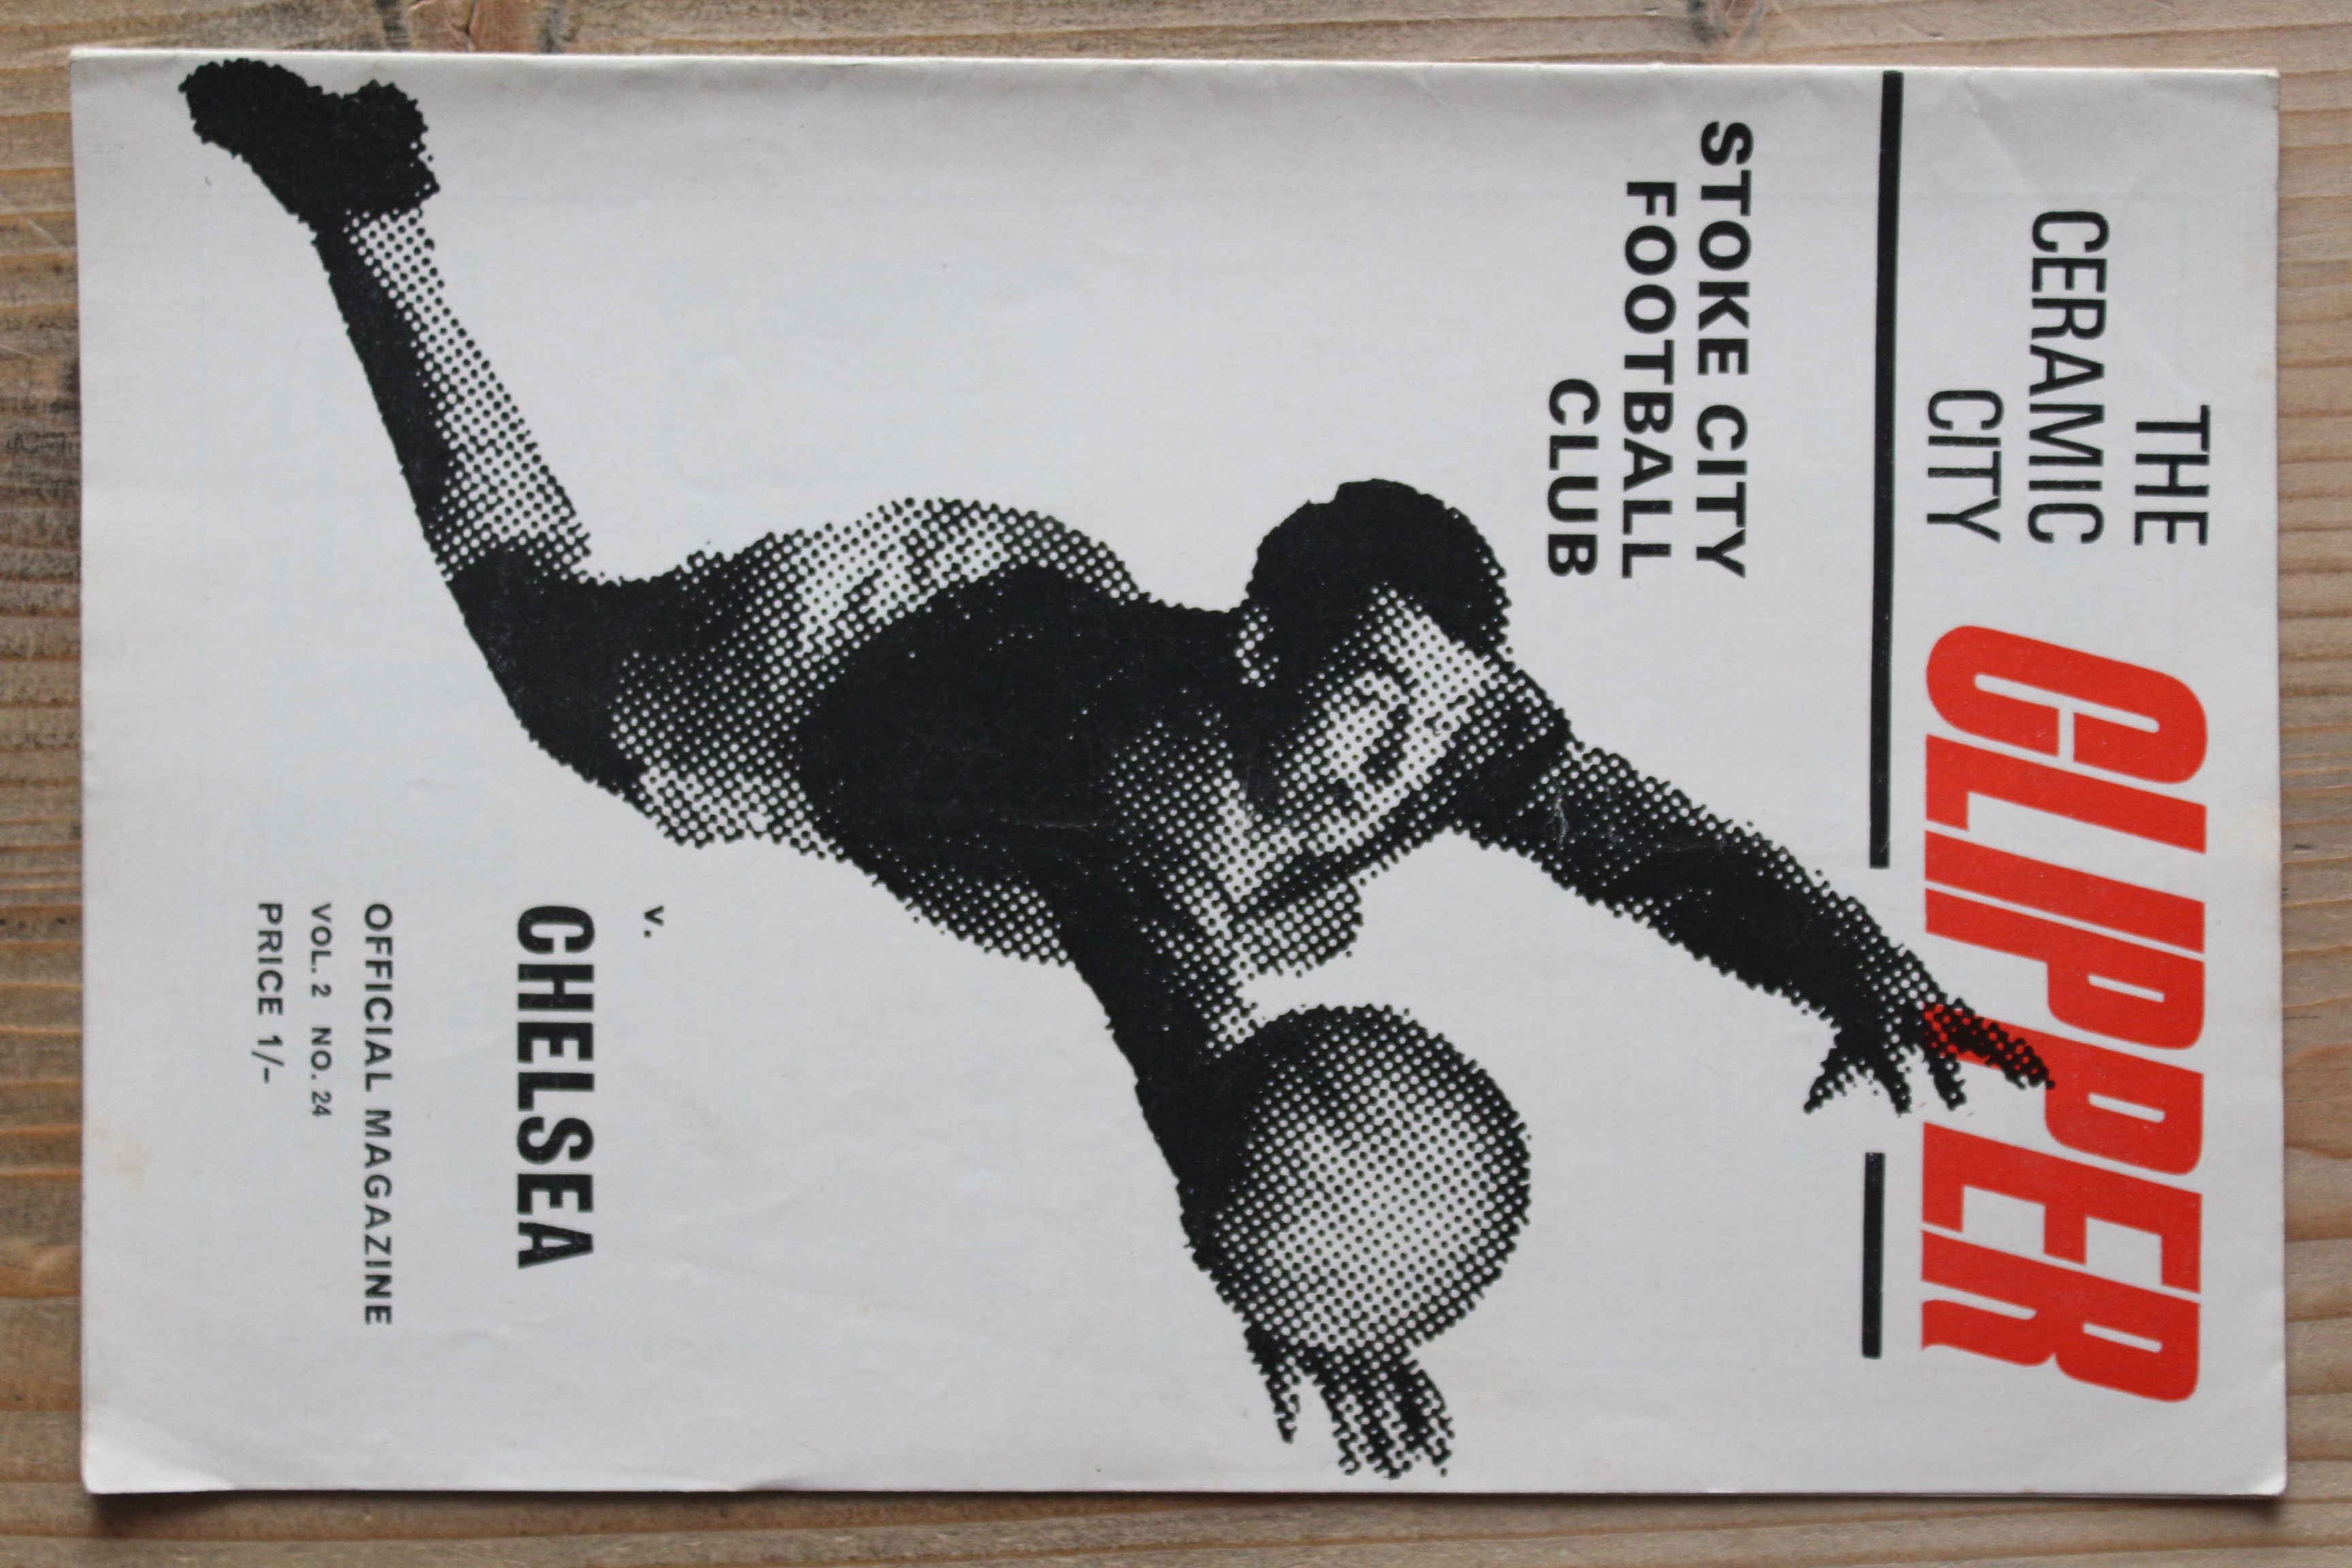 THE
CERAMIC
CITY
CLIPPER
STOKE CITY
FOOTBALL
CLUB
v.
CHELSEA
OFFICIAL MAGAZINE
VOL. 2 NO. 24
PRICE 1/-